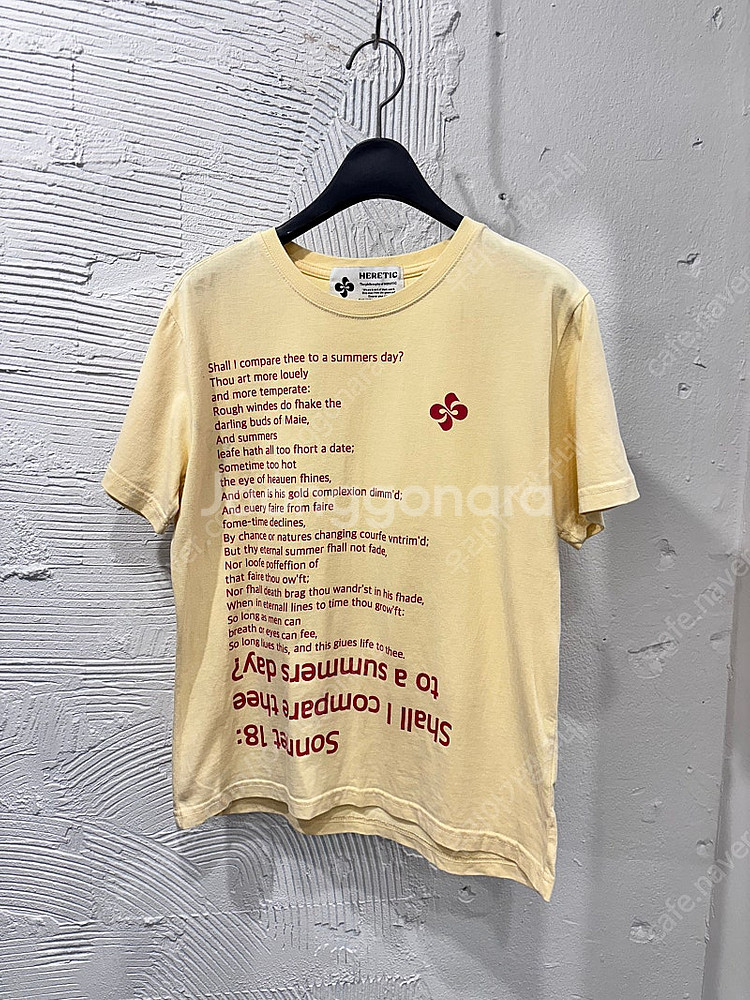 HERETIC
Shall I compare thee to a summers day?
Thou art more louely
and more temperate:
Rough windes do fhake the
darling buds of Maie,
And summers
leafe hath all too fhort a date;
Sometime too hot
the eye of heauen fhines,
And often is his gold complexion dimm'd;
And euery faire from faire
fome-time declines,
By chance or natures changing courfe vntrim'd;
But thy eternal summer fhall not fade,
Nor loofe poffeffion of
that faire thou ow'ft;
Nor fhall death brag thou wandr'st in his fhade,
When in eternall lines to time thou grow'ft:
So long as men can
breath or eyes can fee,
So long liues this, and this giues life to thee.
Sonnet 18:
Shall I compare thee
to a summers day?
Joonggonara
cafe.naver
cafe.naver
cafe.naver